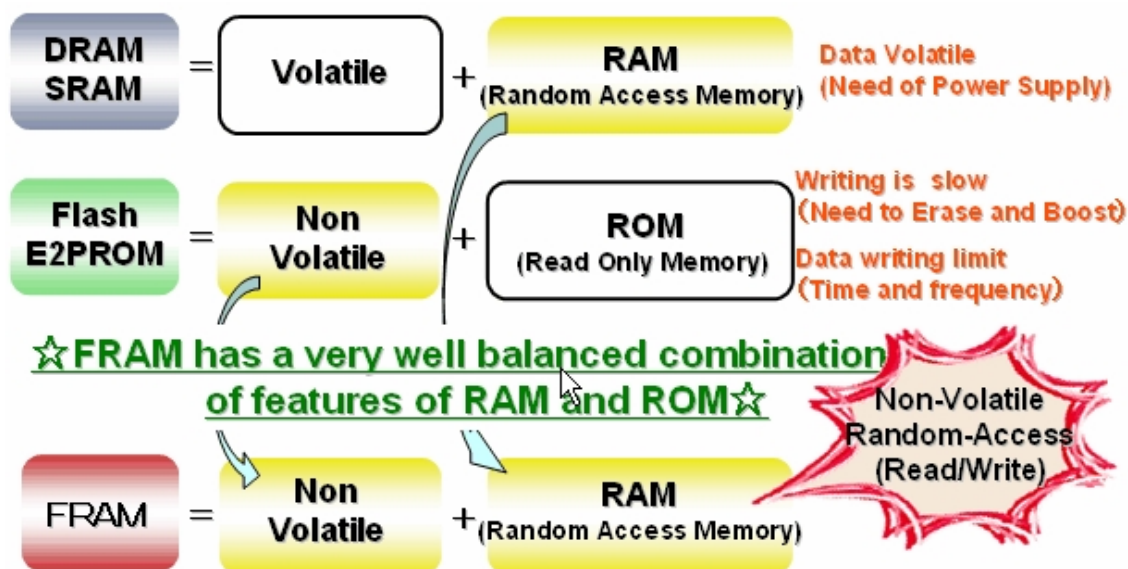 DRAM
SRAM
=
Volatile
+
RAM
(Random Access Memory)
Data Volatile
(Need of Power Supply)
Flash
E2PROM
=
Non
Volatile
+
ROM
(Read Only Memory)
Writing is slow
(Need to Erase and Boost)
Data writing limit
(Time and frequency)
☆FRAM has a very well balanced combination
of features of RAM and ROM☆
Non-Volatile
Random-Access
(Read/Write)
FRAM
=
Non
Volatile
+
RAM
(Random Access Memory)